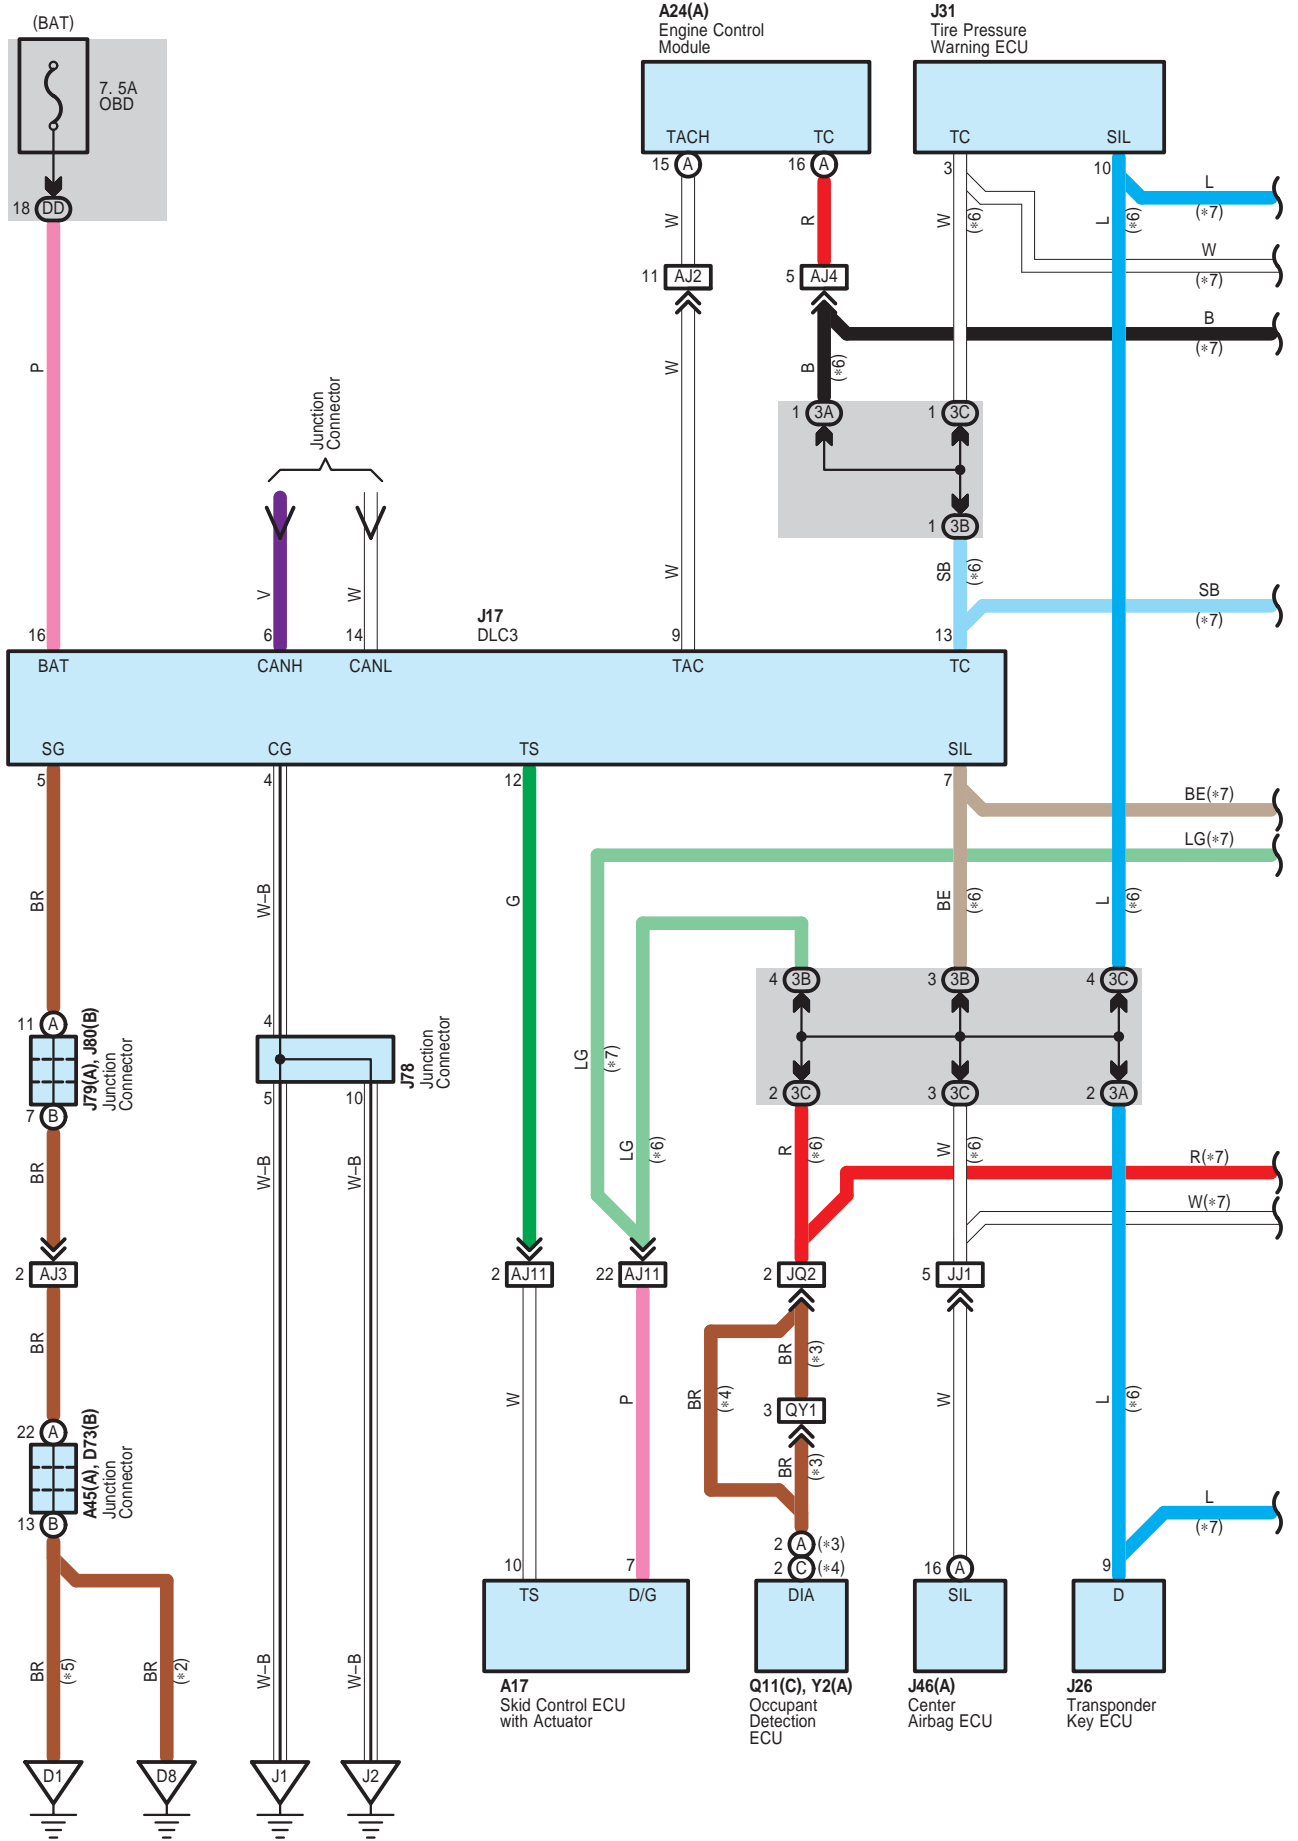 (BAT)
A24(A)
Engine Control
Module
J31
Tire Pressure
Warning ECU
7. 5A
OBD
TACH
TC
TC
SIL
15 A
16 A
3
10
18 DD
L
(*7)
W
R
W
(*6)
L
(*6)
W
(*7)
11 AJ2
5 AJ4
B
(*7)
P
W
B
(*6)
Junction
Connector
1 3A
1 3C
1 3B
V
W
W
SB
(*6)
SB
(*7)
J17
DLC3
16
6
14
9
13
BAT
CANH
CANL
TAC
TC
SG
CG
TS
SIL
5
4
12
7
BE(*7)
LG(*7)
BR
W–B
G
BE
(*6)
L
(*6)
4 3B
3 3B
4 3C
11 A
J79(A), J80(B)
Junction
Connector
7 B
4
J78
Junction
Connector
5
10
LG
(*7)
2 3C
3 3C
2 3A
BR
W–B
W–B
LG
(*6)
R
(*6)
W
(*6)
R(*7)
W(*7)
2 AJ3
2 AJ11
22 AJ11
2 JQ2
5 JJ1
BR
BR
(*3)
W
P
BR
(*4)
W
L
(*6)
3 QY1
22 A
A45(A), D73(B)
Junction
Connector
13 B
BR
(*3)
L
(*7)
2 A (*3)
2 C (*4)
10
7
16 A
9
TS
D/G
DIA
SIL
D
BR
(*5)
BR
(*2)
W–B
W–B
A17
Skid Control ECU
with Actuator
Q11(C), Y2(A)
Occupant
Detection
ECU
J46(A)
Center
Airbag ECU
J26
Transponder
Key ECU
D1
D8
J1
J2